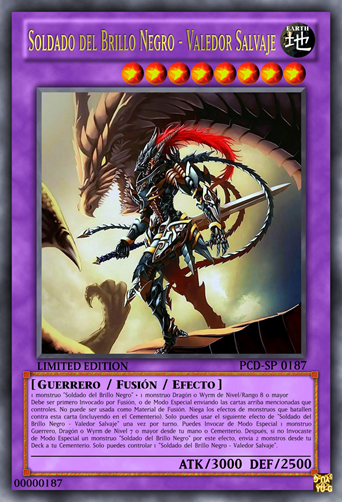 SOLDADO DEL BRILLO NEGRO - VALEDOR SALVAJE
EARTH
地
LIMITED EDITION
PCD-SP 0187
[ GUERRERO / FUSIÓN / EFECTO ]
1 monstruo "Soldado del Brillo Negro" + 1 monstruo Dragón o Wyrm de Nivel/Rango 8 o mayor
Debe ser primero Invocado por Fusión, o de Modo Especial enviando las cartas arriba mencionadas que
controles. No puede ser usada como Material de Fusión. Niega los efectos de monstruos que batallen
contra esta carta (incluyendo en el Cementerio). Solo puedes usar el siguiente efecto de "Soldado del
Brillo Negro - Valedor Salvaje" una vez por turno. Puedes Invocar de Modo Especial 1 monstruo
Guerrero, Dragón o Wyrm de Nivel 7 o mayor desde tu mano o Cementerio. Después, si no Invocaste
de Modo Especial un monstruo "Soldado del Brillo Negro" por este efecto, envia 2 monstros desde tu
Deck a tu Cementerio. Solo puedes controlar 1 "Soldado del Brillo Negro - Valedor Salvaje".
ATK/3000 DEF/2500
00000187